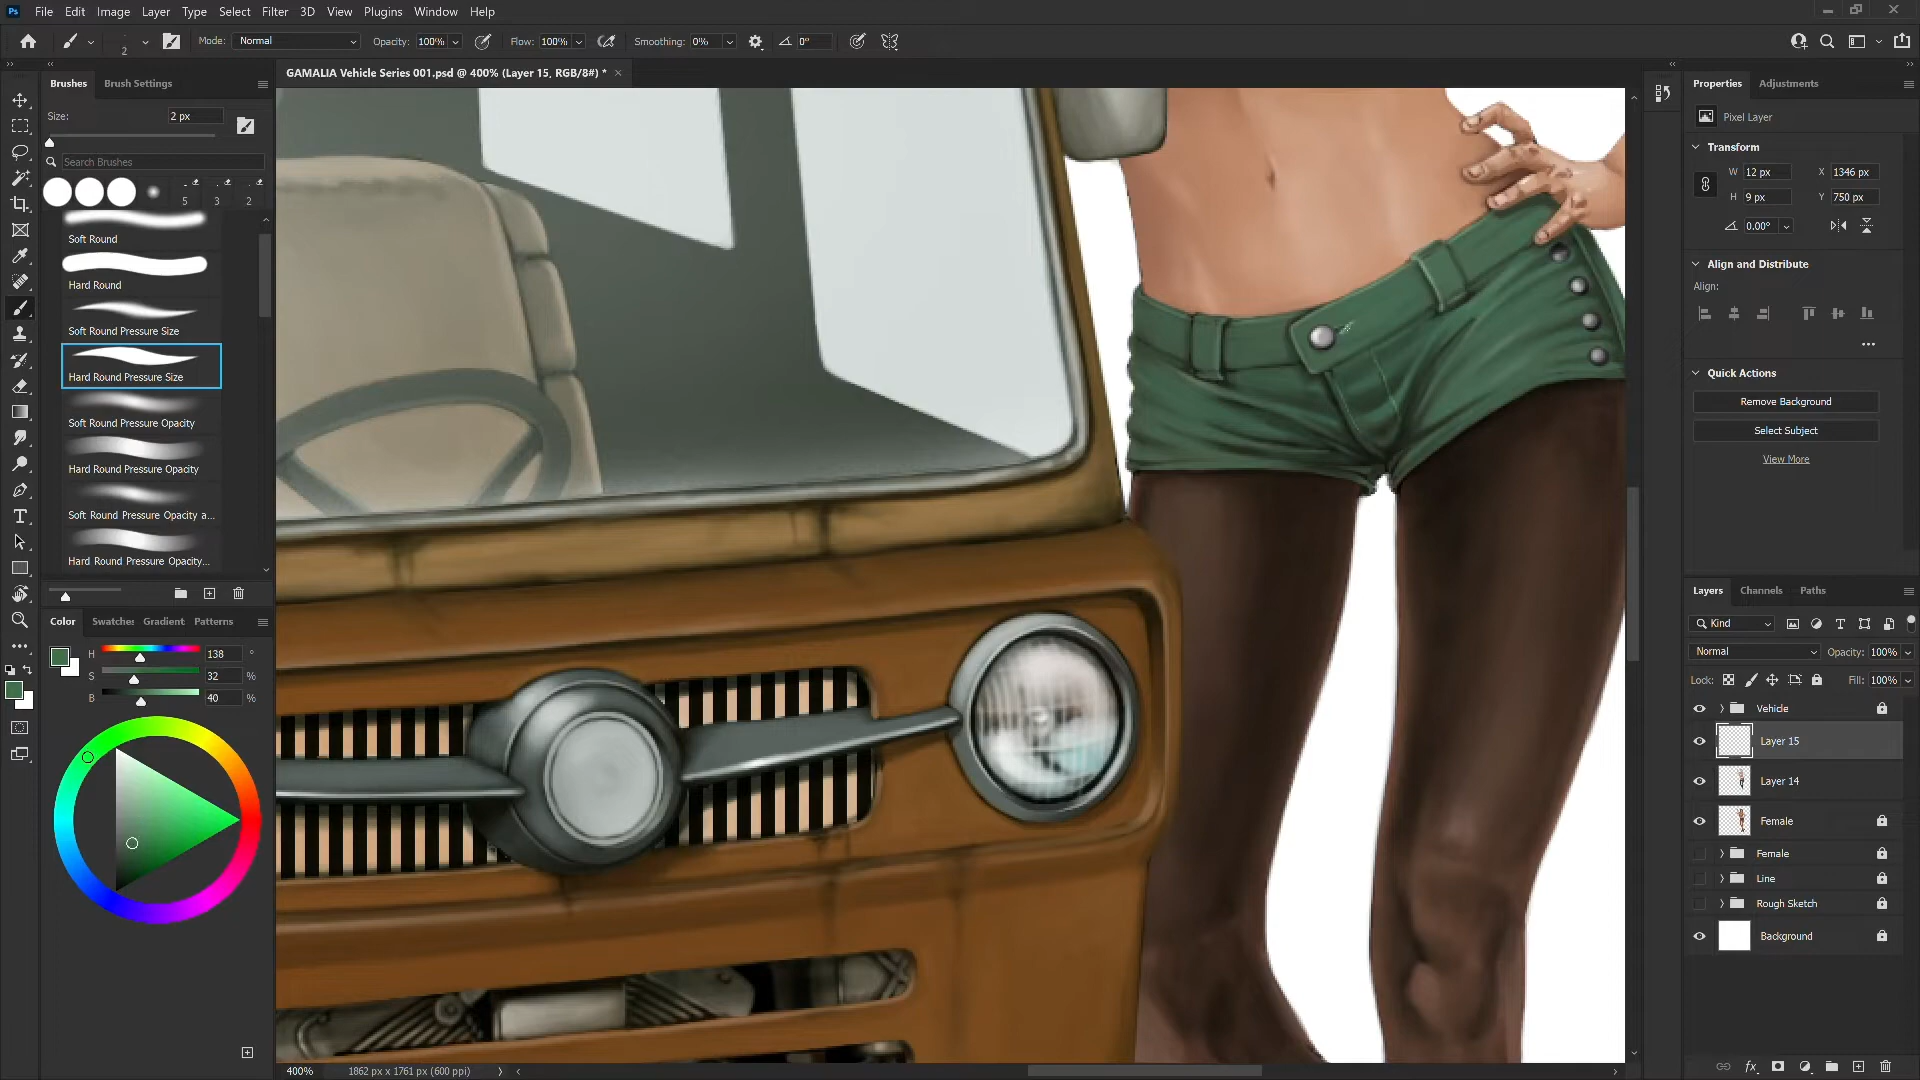 Ps File Edit Image Layer Type Select Filter 3D View Plugins Window Help
2 Mode: Normal Opacity: 100% Flow: 100% Smoothing: 0% 0°
Brushes Brush Settings
GAMALIA Vehicle Series 001.psd @ 400% (Layer 15, RGB/8#) *
Size: 2 px
Search Brushes
5 3 2
Soft Round
Hard Round
Soft Round Pressure Size
Hard Round Pressure Size
Soft Round Pressure Opacity
Hard Round Pressure Opacity
Soft Round Pressure Opacity a...
Hard Round Pressure Opacity...
Color Swatches Gradient Patterns
H 138 °
S 32 %
B 40 %
400% 1862 px x 1761 px (600 ppi)
Properties Adjustments
Pixel Layer
Transform
W 12 px X 1346 px
H 9 px Y 750 px
0.00°
Align and Distribute
Align:
Quick Actions
Remove Background
Select Subject
View More
Layers Channels Paths
Kind
Normal Opacity: 100%
Lock: Fill: 100%
Vehicle
Layer 15
Layer 14
Female
Female
Line
Rough Sketch
Background